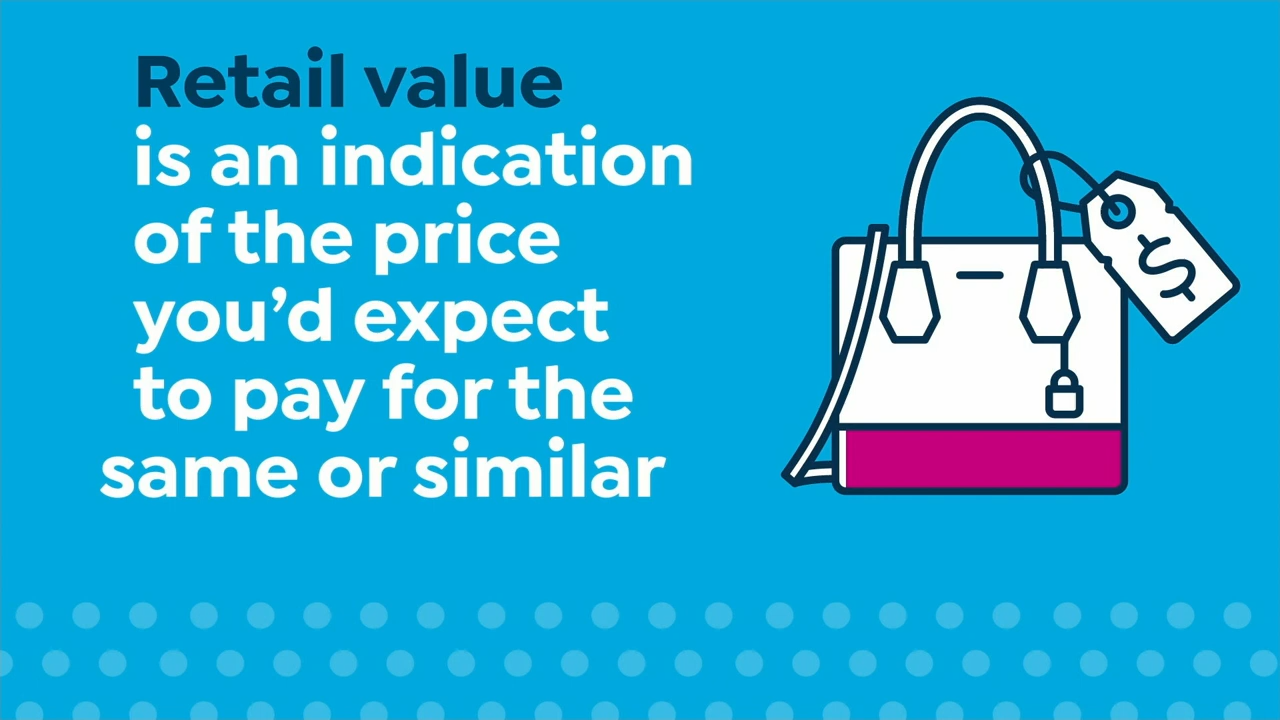 Retail value
is an indication
of the price
you’d expect
to pay for the
same or similar
$